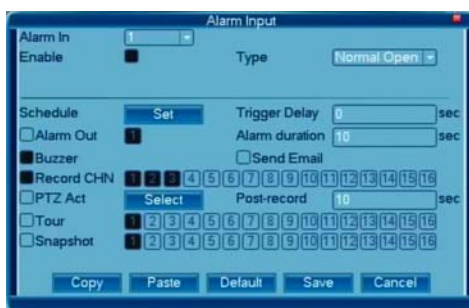 Alarm Input
Alarm In 1
Enable Type Normal Open
Schedule Set Trigger Delay 0 sec
Alarm Out 1 Alarm duration 10 sec
Buzzer Send Email
Record CHN 1 2 3 4 5 6 7 8 9 10 11 12 13 14 15 16
PTZ Act Select Post-record 10 sec
Tour 1 2 3 4 5 6 7 8 9 10 11 12 13 14 15 16
Snapshot 1 2 3 4 5 6 7 8 9 10 11 12 13 14 15 16
Copy Paste Default Save Cancel